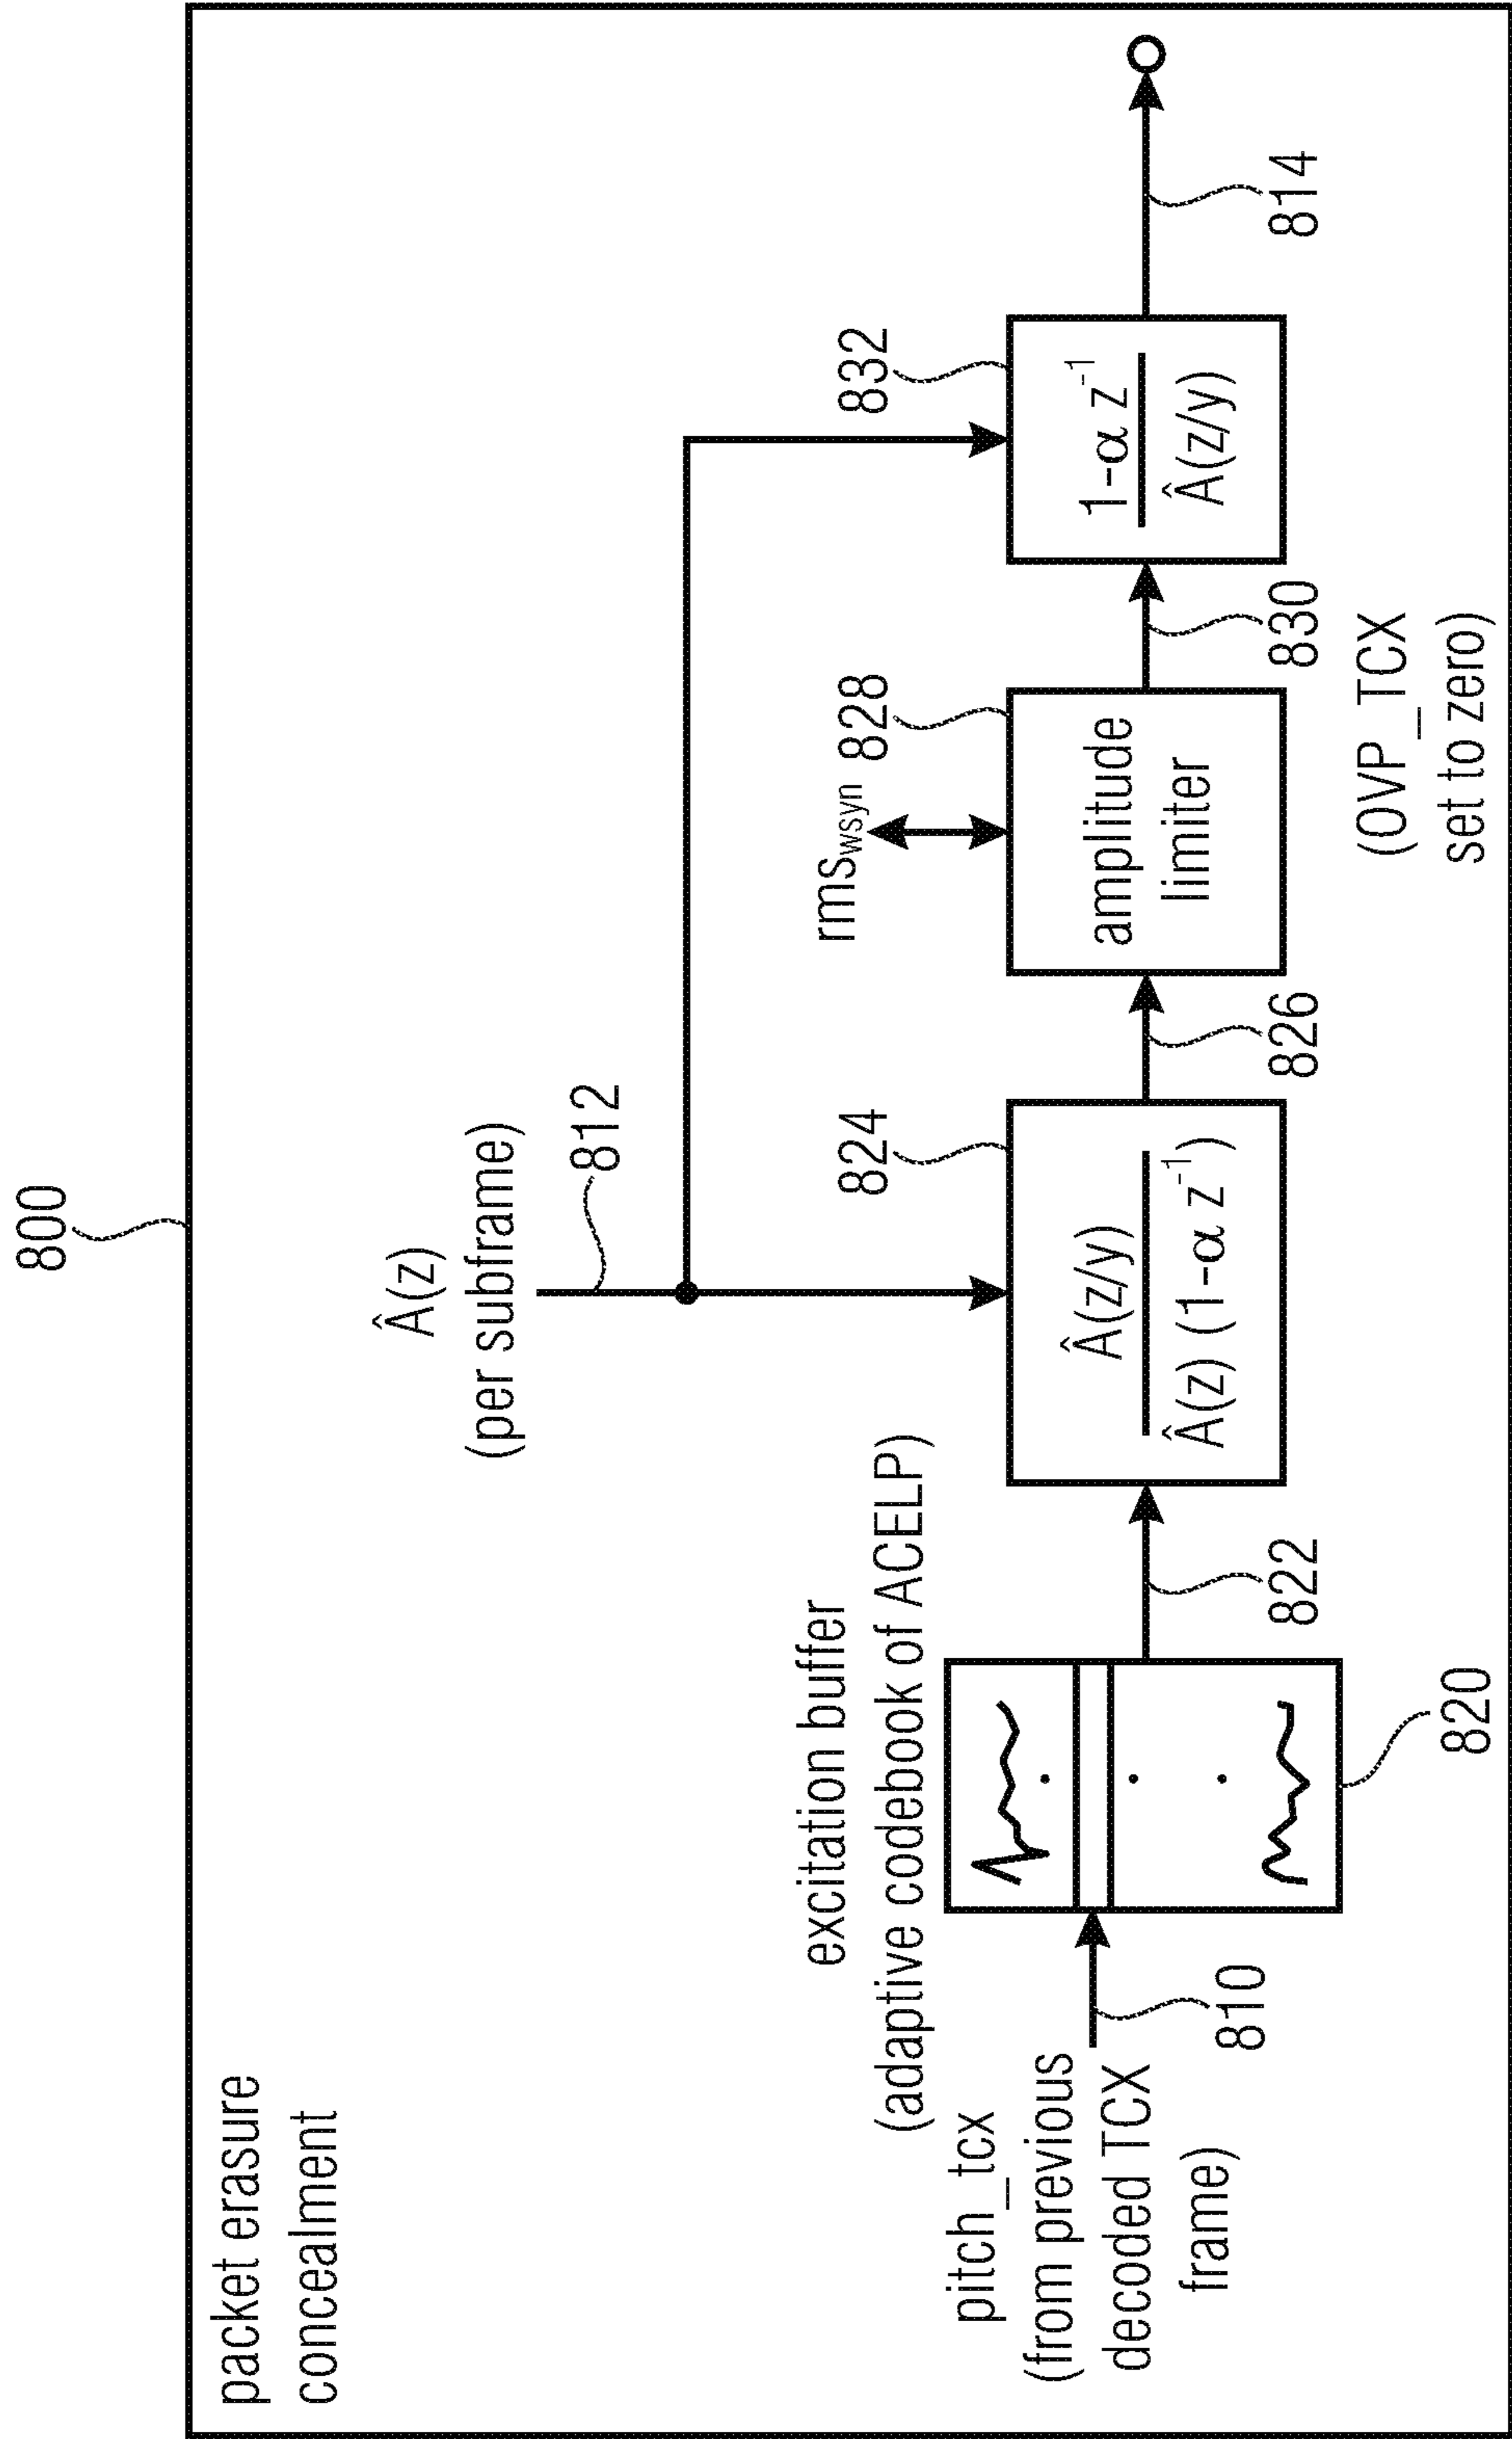 800
packet erasure
concealment
Â(z)
(per subframe)
812
excitation buffer
(adaptive codebook of ACELP)
pitch_tcx
(from previous
decoded TCX
frame)
810
820
822
824
Â(z/y)
Â(z) (1-α z⁻¹)
826
rms_wsyn
828
amplitude
limiter
830
(OVP_TCX
set to zero)
832
1-α z⁻¹
Â(z/y)
814